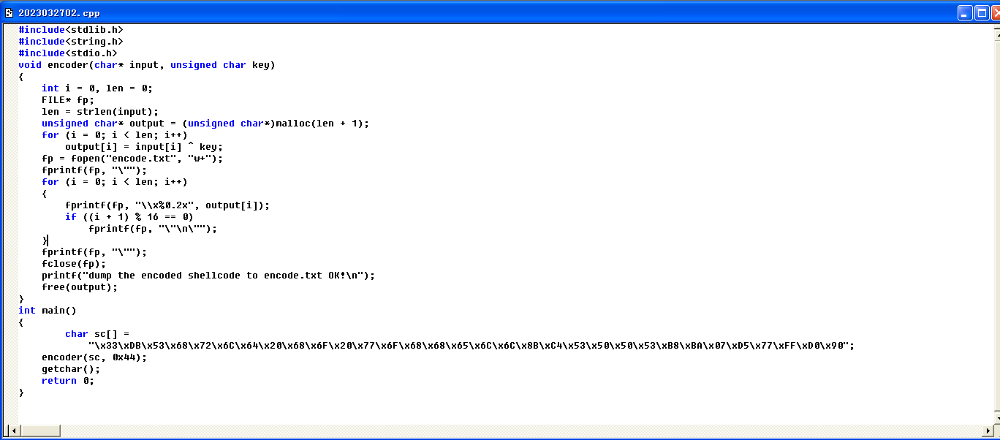 2023032702.cpp
#include<stdlib.h>
#include<string.h>
#include<stdio.h>
void encoder(char* input, unsigned char key)
{
    int i = 0, len = 0;
    FILE* fp;
    len = strlen(input);
    unsigned char* output = (unsigned char*)malloc(len + 1);
    for (i = 0; i < len; i++)
        output[i] = input[i] ^ key;
    fp = fopen("encode.txt", "w+");
    fprintf(fp, "\"");
    for (i = 0; i < len; i++)
    {
        fprintf(fp, "\\x%0.2x", output[i]);
        if ((i + 1) % 16 == 0)
            fprintf(fp, "\"\n\"");
    }
    fprintf(fp, "\"");
    fclose(fp);
    printf("dump the encoded shellcode to encode.txt OK!\n");
    free(output);
}
int main()
{
        char sc[] =
            "\x33\xDB\x53\x68\x72\x6C\x64\x20\x68\x6F\x20\x77\x6F\x68\x68\x65\x6C\x6C\x8B\xC4\x53\x50\x50\x53\xB8\xBA\x07\xD5\x77\xFF\xD0\x90";
    encoder(sc, 0x44);
    getchar();
    return 0;
}